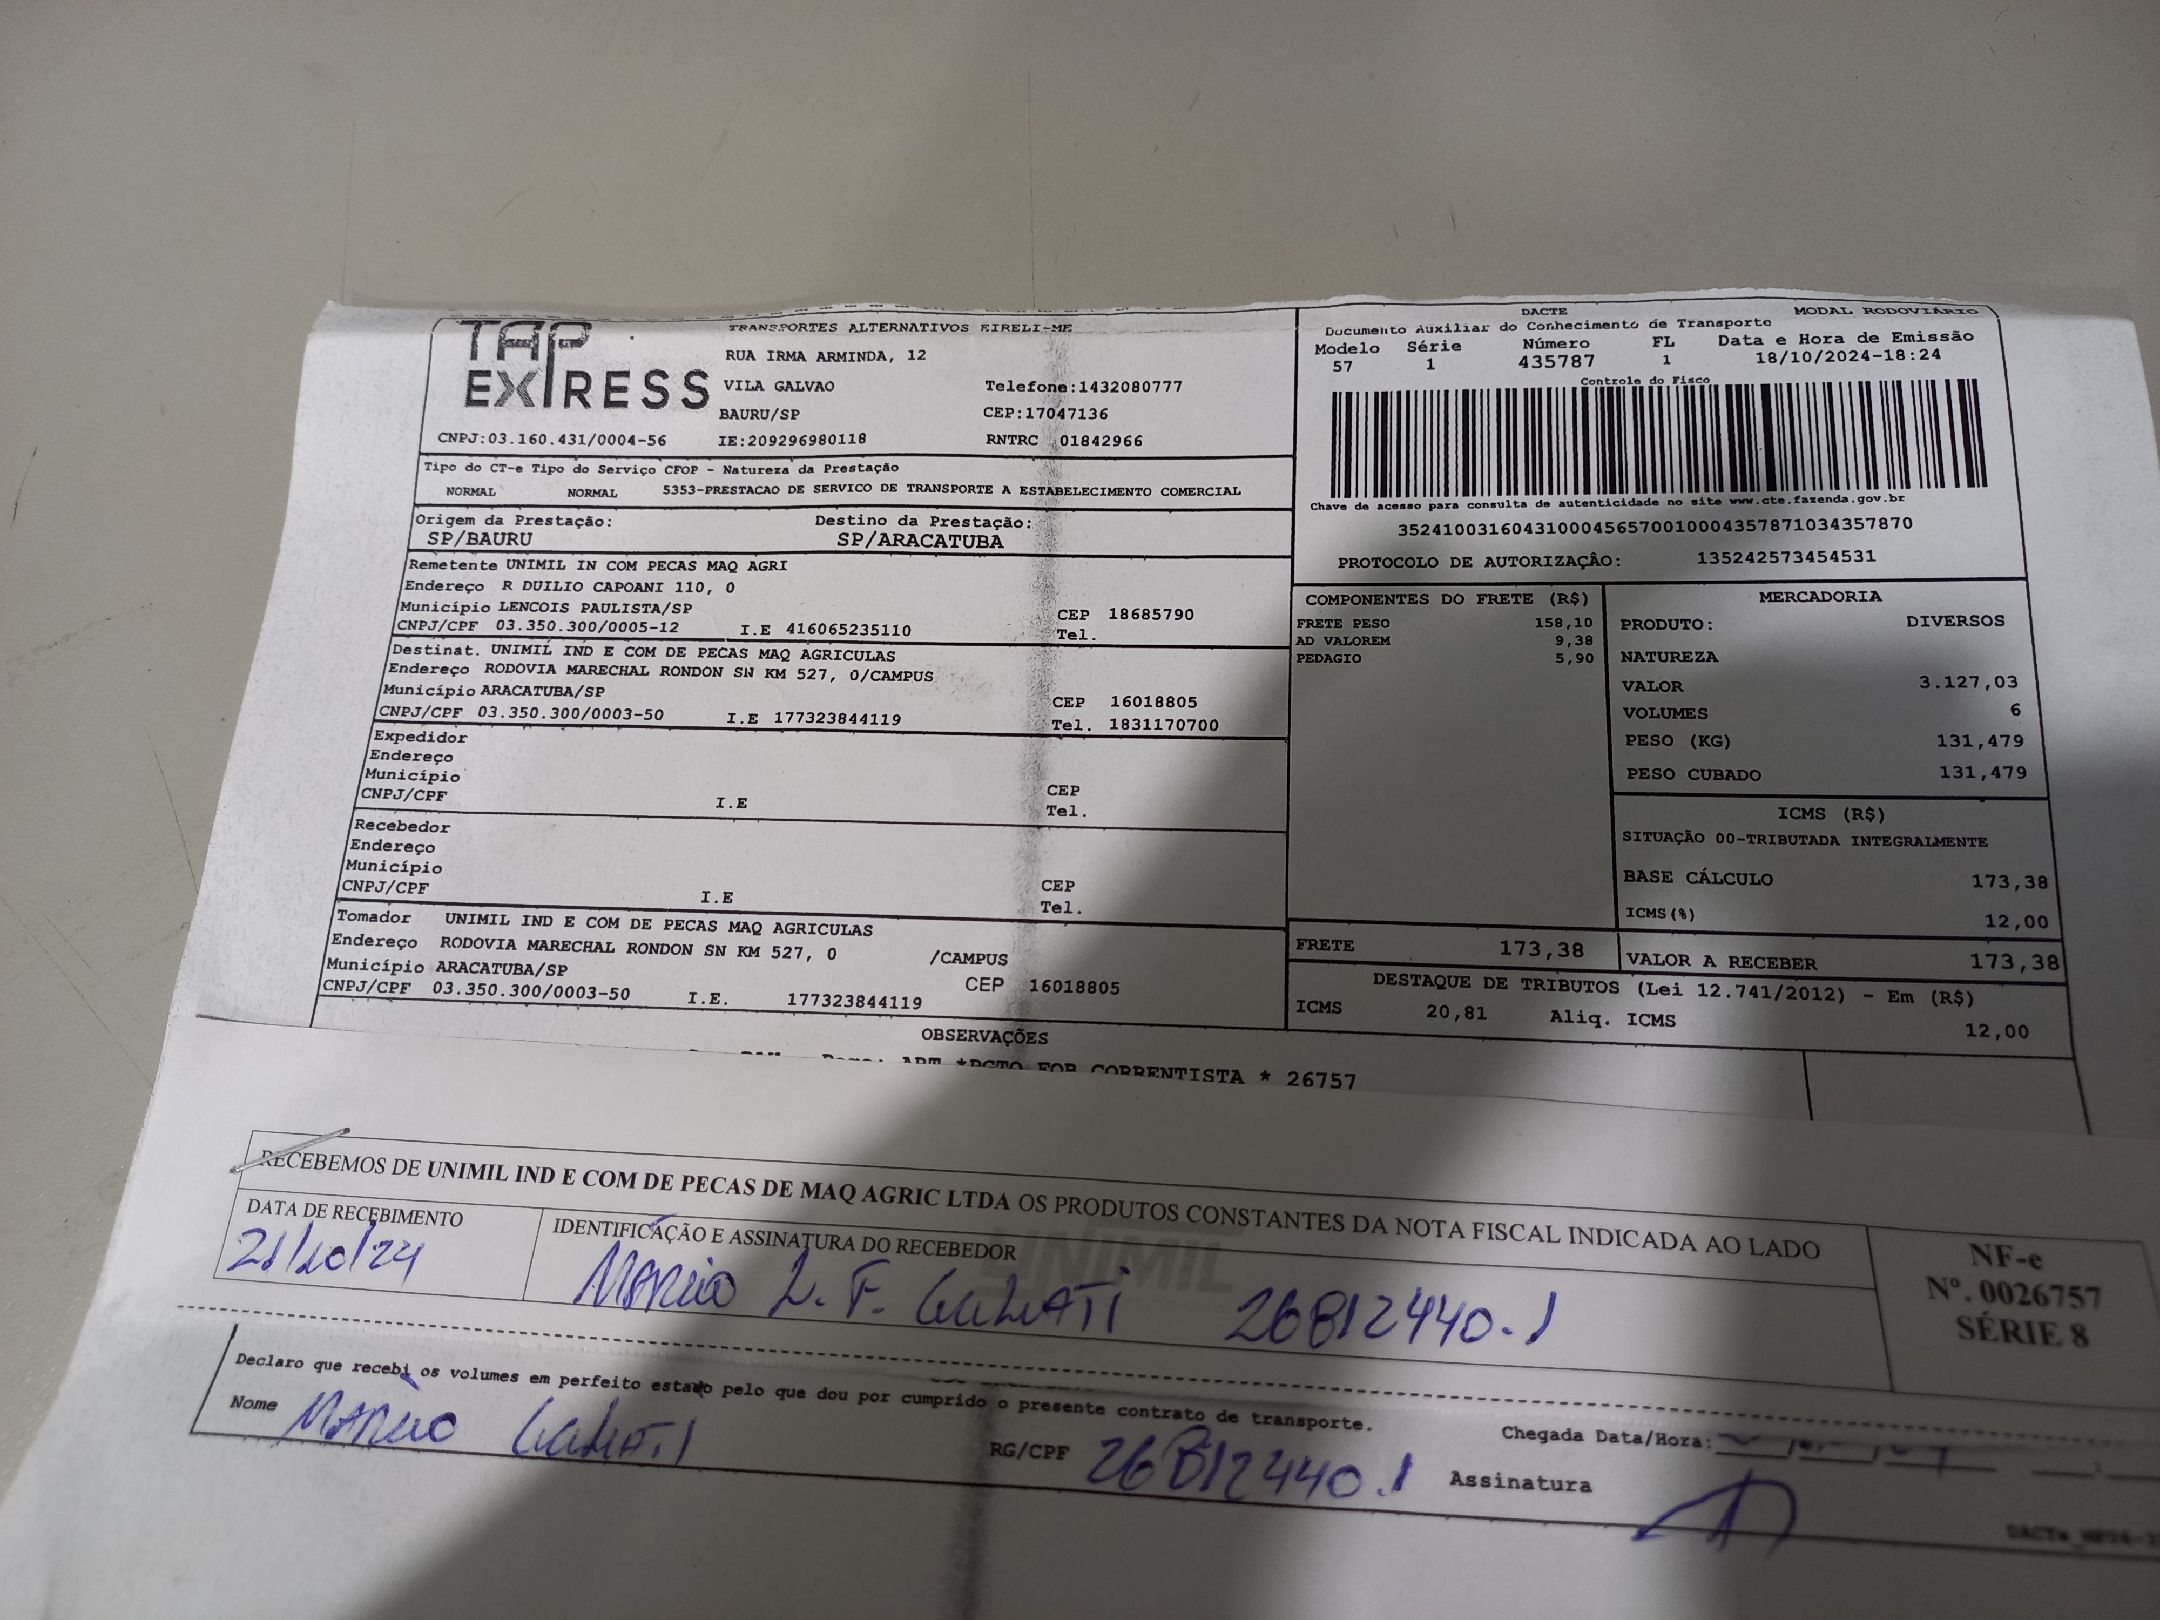 TAP EXPRESS
TRANSPORTES ALTERNATIVOS EIRELI-ME
RUA IRMA ARMINDA, 12
VILA GALVAO Telefone:1432080777
BAURU/SP CEP:17047136
CNPJ:03.160.431/0004-56 IE:209296980118 RNTRC 01842966
Tipo do CT-e Tipo do Serviço CFOP - Natureza da Prestação
NORMAL NORMAL 5353-PRESTACAO DE SERVICO DE TRANSPORTE A ESTABELECIMENTO COMERCIAL
Origem da Prestação: Destino da Prestação:
SP/BAURU SP/ARACATUBA
Remetente UNIMIL IN COM PECAS MAQ AGRI
Endereço R DUILIO CAPOANI 110, 0
Município LENCOIS PAULISTA/SP CEP 18685790
CNPJ/CPF 03.350.300/0005-12 I.E 416065235110 Tel.
Destinat. UNIMIL IND E COM DE PECAS MAQ AGRICULAS
Endereço RODOVIA MARECHAL RONDON SN KM 527, 0/CAMPUS
Município ARACATUBA/SP CEP 16018805
CNPJ/CPF 03.350.300/0003-50 I.E 177323844119 Tel. 1831170700
Expedidor
Endereço
Município CEP
CNPJ/CPF I.E Tel.
Recebedor
Endereço
Município CEP
CNPJ/CPF I.E Tel.
Tomador UNIMIL IND E COM DE PECAS MAQ AGRICULAS
Endereço RODOVIA MARECHAL RONDON SN KM 527, 0 /CAMPUS
Município ARACATUBA/SP CEP 16018805
CNPJ/CPF 03.350.300/0003-50 I.E. 177323844119
DACTE MODAL RODOVIÁRIO
Documento Auxiliar do Conhecimento de Transporte
Modelo Série Número FL Data e Hora de Emissão
57 1 435787 1 18/10/2024-18:24
Controle do Fisco
Chave de acesso para consulta de autenticidade no site www.cte.fazenda.gov.br
35241003160431000456570010004357871034357870
PROTOCOLO DE AUTORIZAÇÂO: 135242573454531
COMPONENTES DO FRETE (R$)
FRETE PESO 158,10
AD VALOREM 9,38
PEDAGIO 5,90
MERCADORIA
PRODUTO: DIVERSOS
NATUREZA
VALOR 3.127,03
VOLUMES 6
PESO (KG) 131,479
PESO CUBADO 131,479
ICMS (R$)
SITUAÇÃO 00-TRIBUTADA INTEGRALMENTE
BASE CÁLCULO 173,38
ICMS(%) 12,00
FRETE 173,38 VALOR A RECEBER 173,38
DESTAQUE DE TRIBUTOS (Lei 12.741/2012) - Em (R$)
ICMS 20,81 Aliq. ICMS 12,00
OBSERVAÇÕES
*PGTO FOB CORRENTISTA * 26757
RECEBEMOS DE UNIMIL IND E COM DE PECAS DE MAQ AGRIC LTDA OS PRODUTOS CONSTANTES DA NOTA FISCAL INDICADA AO LADO
DATA DE RECEBIMENTO IDENTIFICAÇÃO E ASSINATURA DO RECEBEDOR
21/10/24 MARCIO L. F. GALATI 26812440.1
UNIMIL
NF-e
Nº. 0026757
SÉRIE 8
Declaro que recebi os volumes em perfeito estado pelo que dou por cumprido o presente contrato de transporte.
Nome MARCIO GALATI RG/CPF 26812440.1
Chegada Data/Hora:
Assinatura